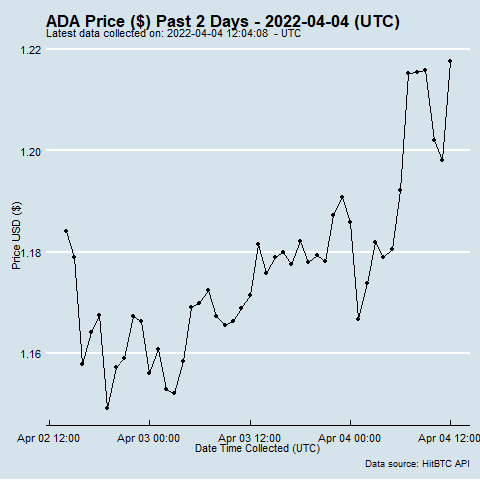 ADA Price ($) Past 2 Days - 2022-04-04 (UTC)
Latest data collected on: 2022-04-04 12:04:08  - UTC
1.22
1.20
1.18
1.16
Price USD ($)
Apr 02 12:00
Apr 03 00:00
Apr 03 12:00
Apr 04 00:00
Apr 04 12:00
Date Time Collected (UTC)
Data source: HitBTC API